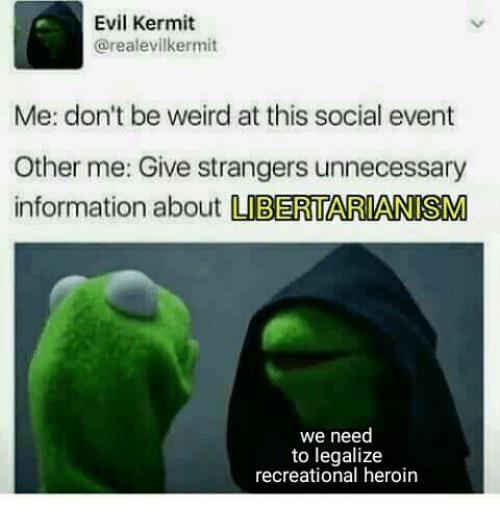 Evil Kermit
@realevilkermit
Me: don't be weird at this social event
Other me: Give strangers unnecessary
information about LIBERTARIANISM
we need
to legalize
recreational heroin